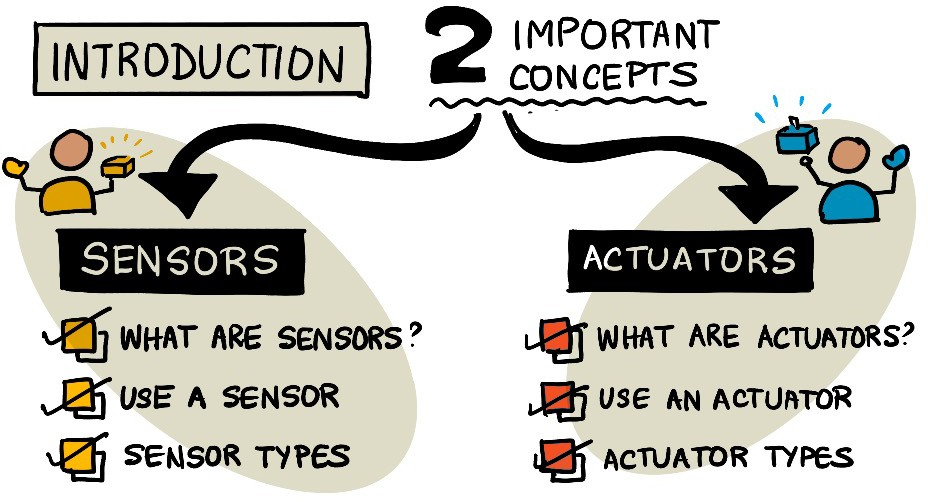 INTRODUCTION
2 IMPORTANT
CONCEPTS
SENSORS
WHAT ARE SENSORS?
USE A SENSOR
SENSOR TYPES
ACTUATORS
WHAT ARE ACTUATORS?
USE AN ACTUATOR
ACTUATOR TYPES